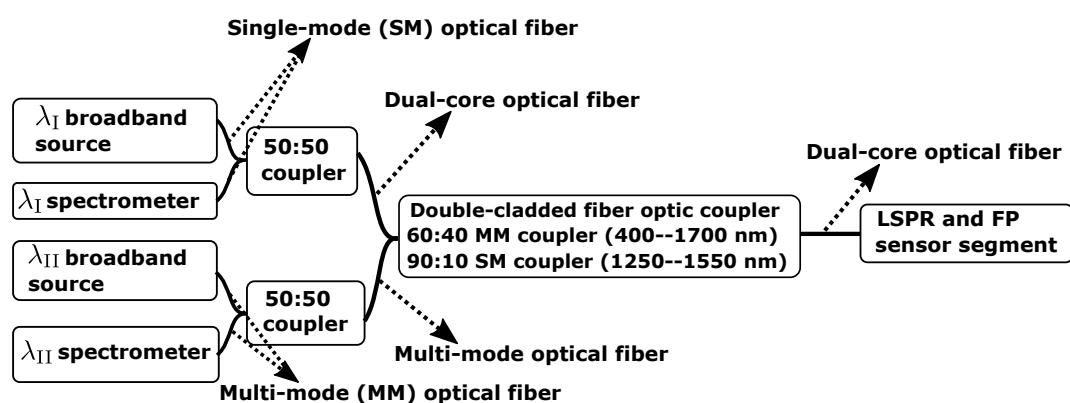 Single-mode (SM) optical fiber
Dual-core optical fiber
λI broadband
source
50:50
coupler
Dual-core optical fiber
λI spectrometer
Double-cladded fiber optic coupler
60:40 MM coupler (400--1700 nm)
90:10 SM coupler (1250--1550 nm)
LSPR and FP
sensor segment
λII broadband
source
50:50
coupler
λII spectrometer
Multi-mode optical fiber
Multi-mode (MM) optical fiber